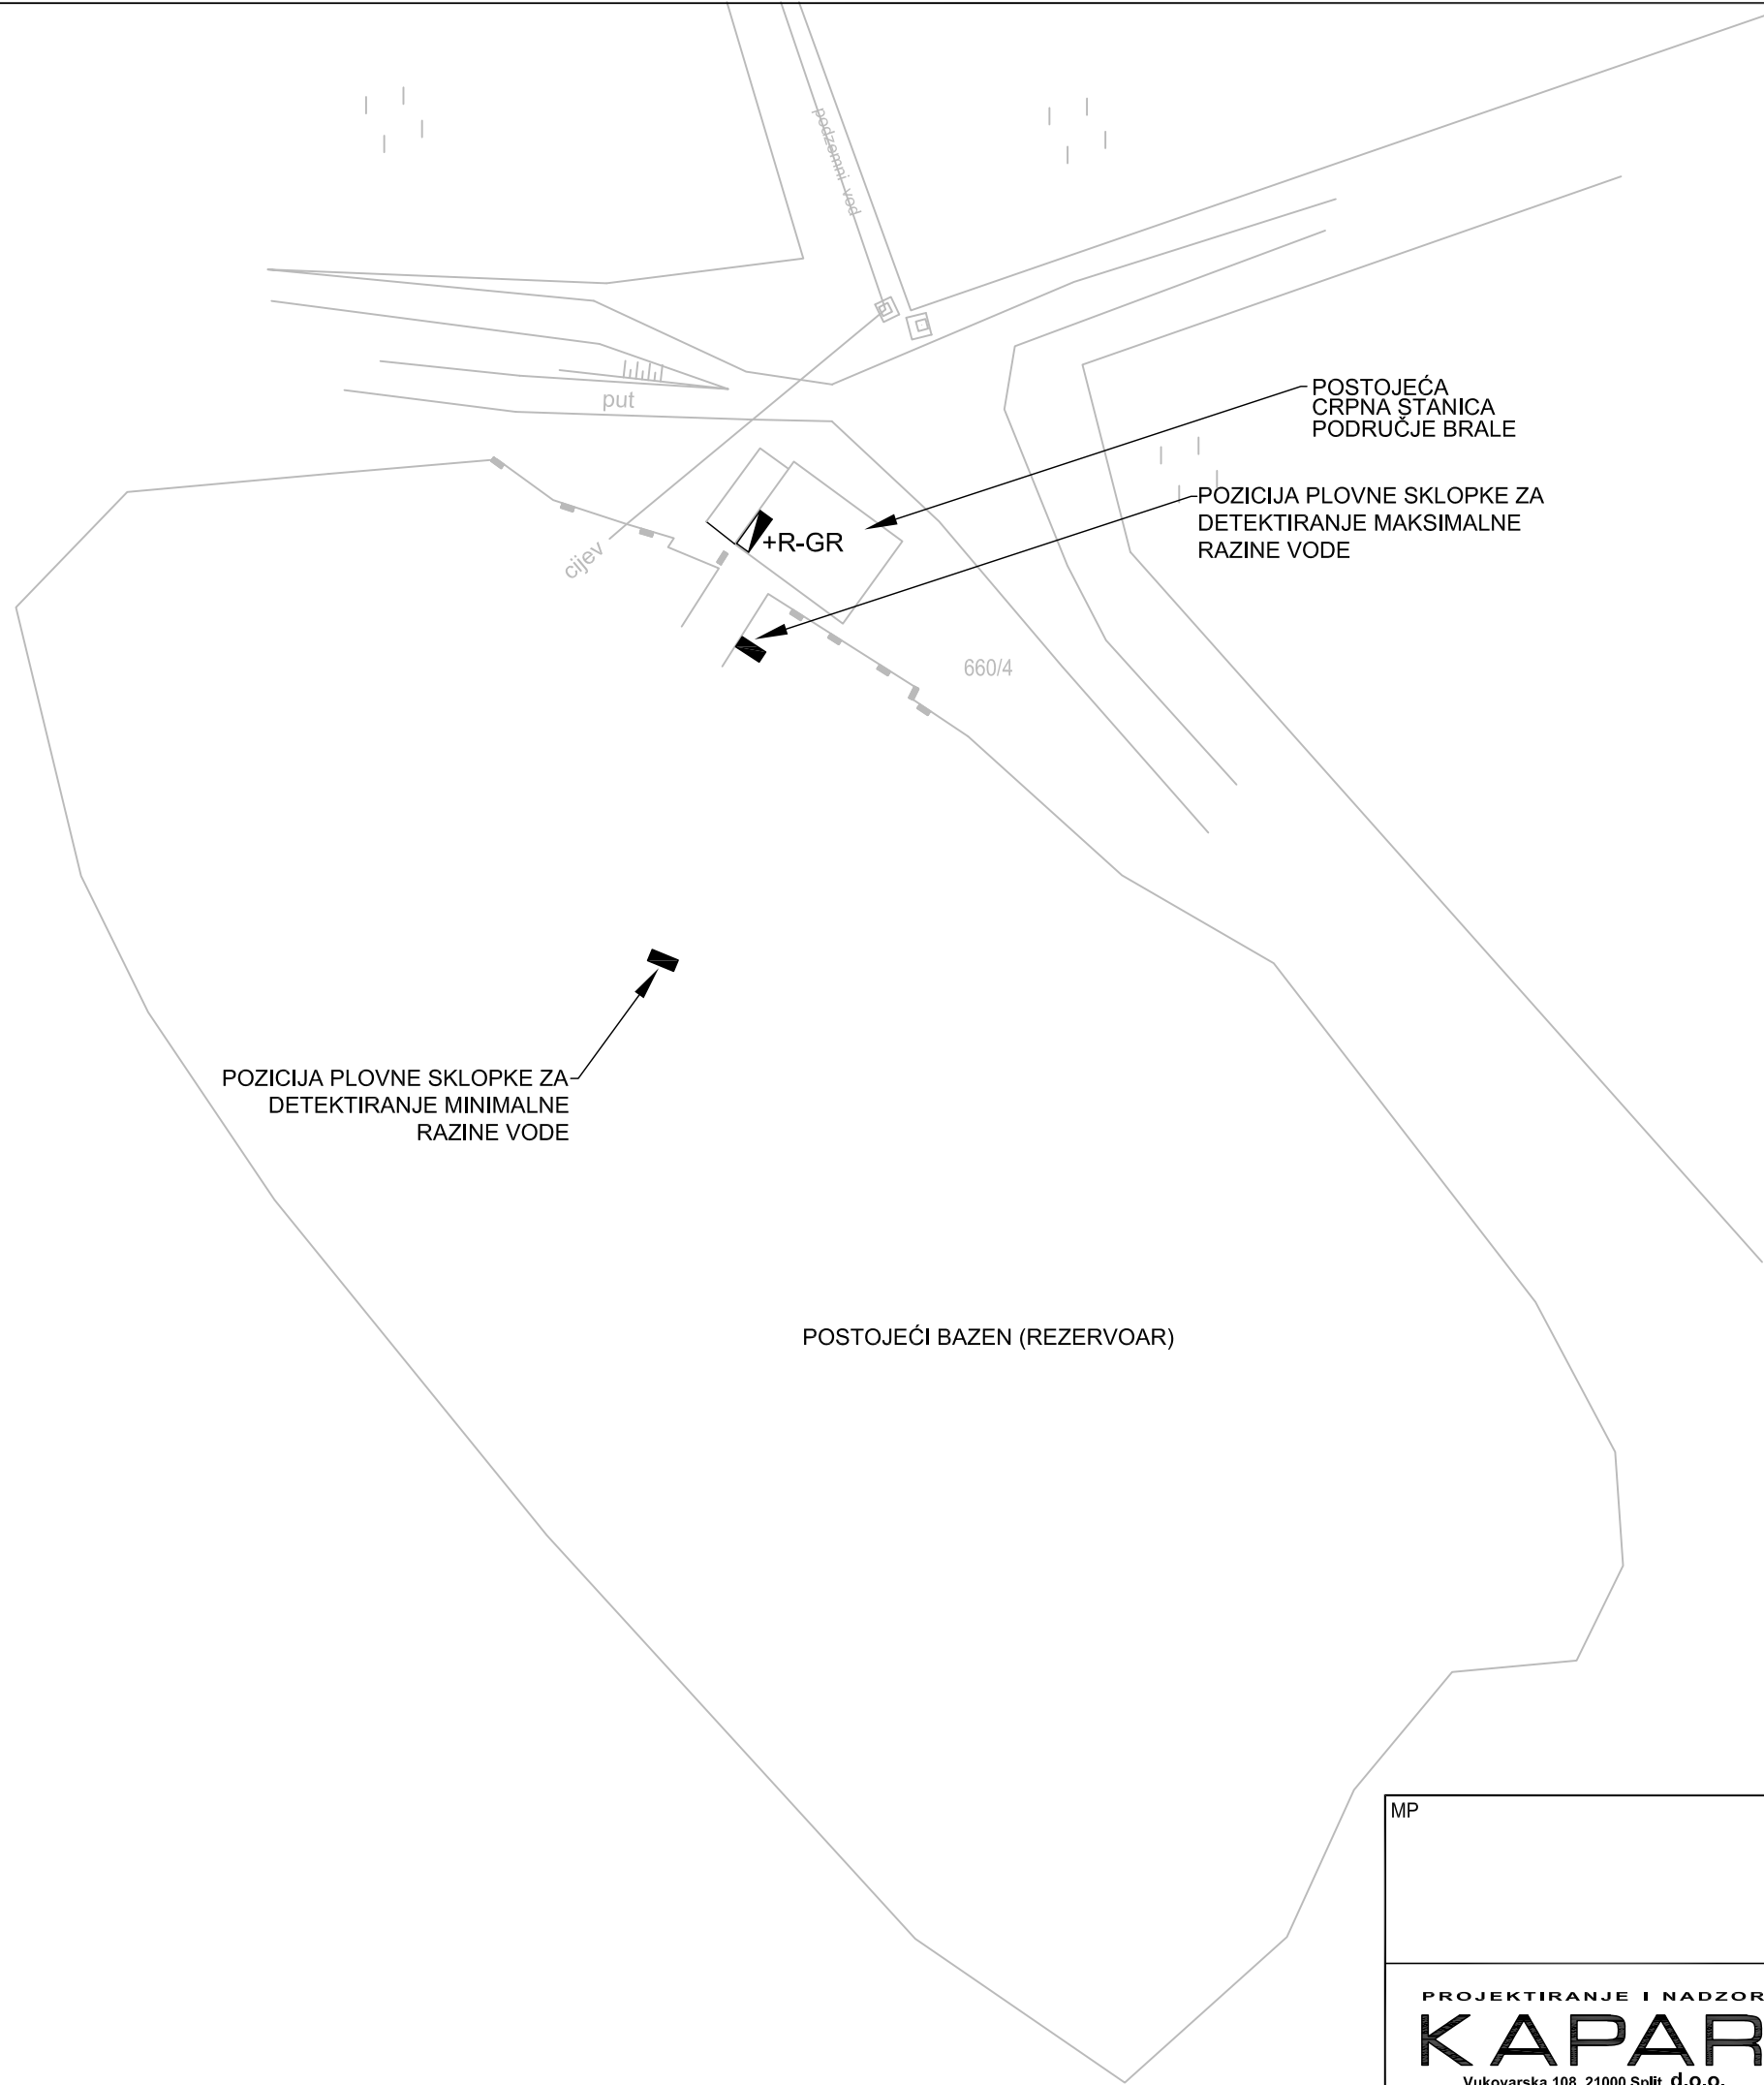 podzemni vod
put
POSTOJEĆA
CRPNA STANICA
PODRUČJE BRALE
POZICIJA PLOVNE SKLOPKE ZA
DETEKTIRANJE MAKSIMALNE
RAZINE VODE
+R-GR
cijev
660/4
POZICIJA PLOVNE SKLOPKE ZA
DETEKTIRANJE MINIMALNE
RAZINE VODE
POSTOJEĆI BAZEN (REZERVOAR)
MP
PROJEKTIRANJE I NADZOR
KAPAR
Vukovarska 108, 21000 Split, d.o.o.